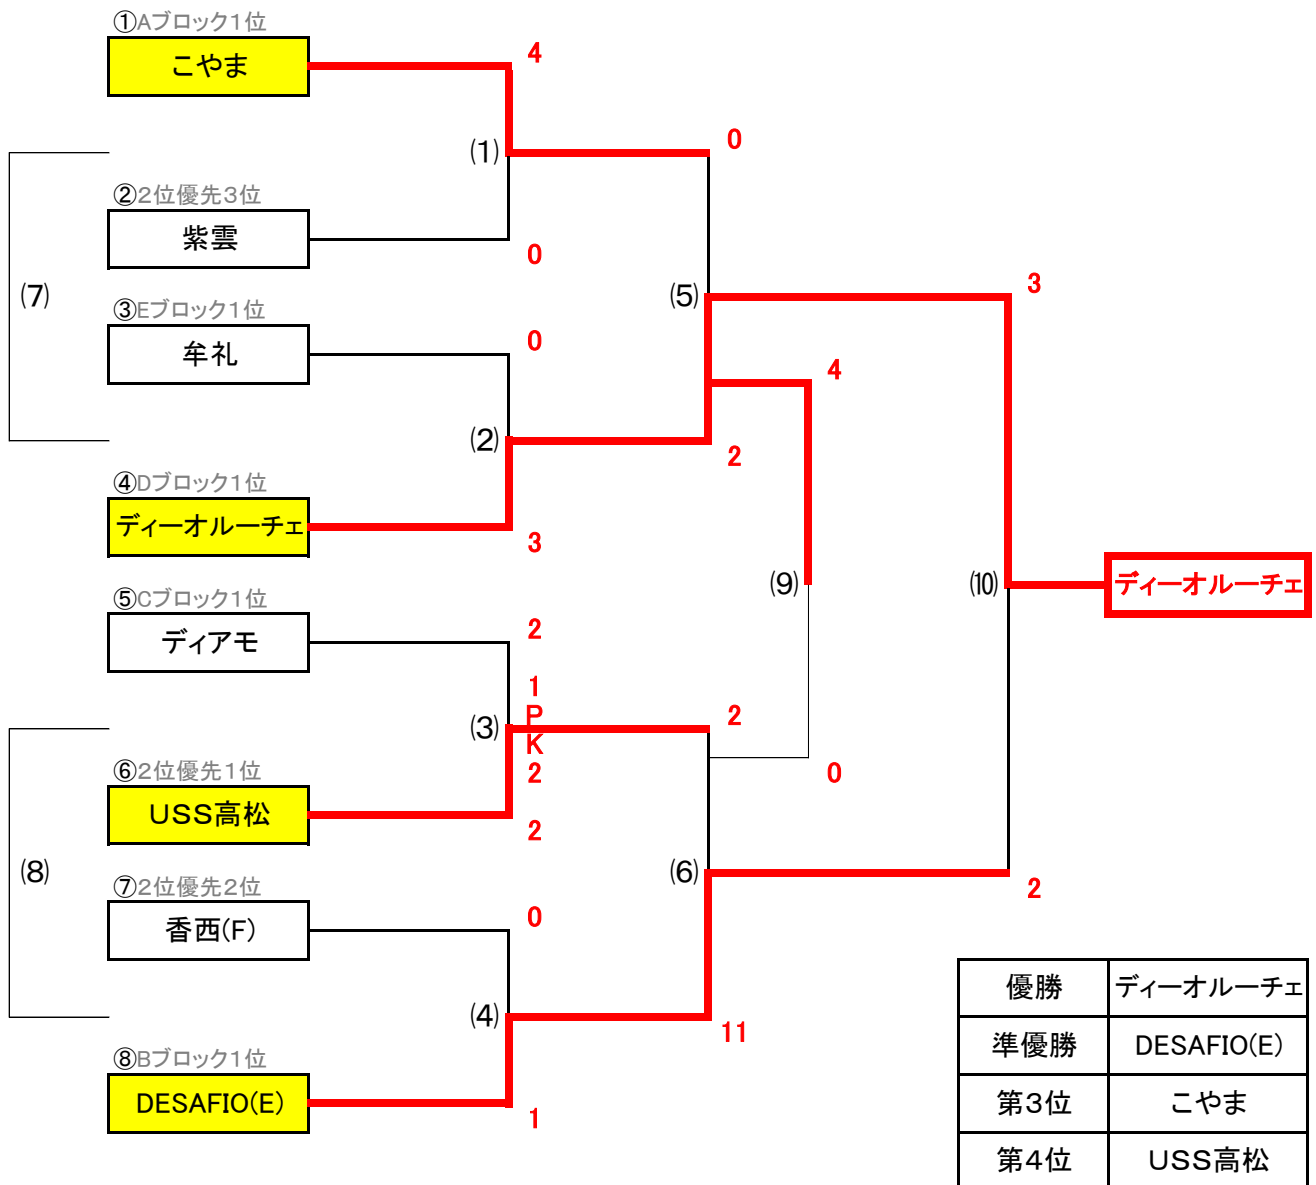 ①Aブロック1位
こやま
4
(1)
0
②2位優先3位
紫雲
0
(7)
③Eブロック1位
牟礼
0
(5)
3
4
(2)
2
④Dブロック1位
ディーオルーチェ
3
(9)
(10)
ディーオルーチェ
⑤Cブロック1位
ディアモ
2
1
PK
2
(3)
2
⑥2位優先1位
USS高松
2
0
(8)
(6)
2
⑦2位優先2位
香西(F)
0
(4)
11
⑧Bブロック1位
DESAFIO(E)
1
優勝 ディーオルーチェ
準優勝 DESAFIO(E)
第3位 こやま
第4位 USS高松